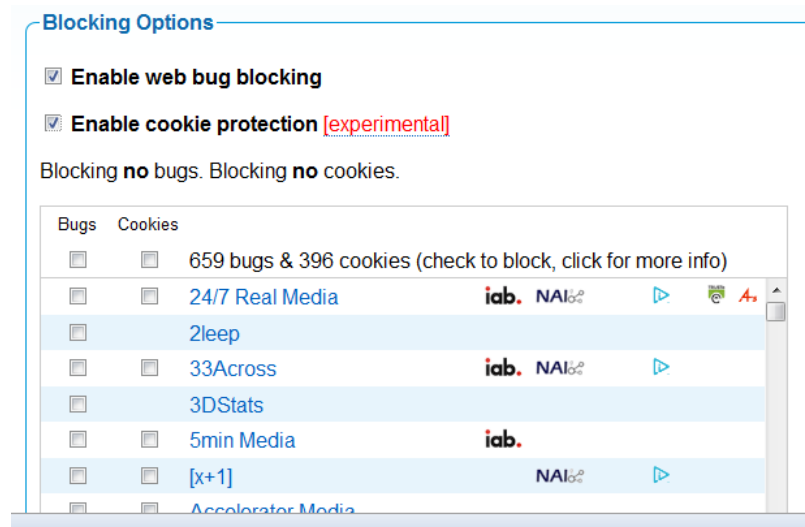 Blocking Options
Enable web bug blocking
Enable cookie protection [experimental]
Blocking no bugs. Blocking no cookies.
Bugs Cookies
659 bugs & 396 cookies (check to block, click for more info)
24/7 Real Media iab. NAI
2leep
33Across iab. NAI
3DStats
5min Media iab.
[x+1] NAI
Accelerator Media